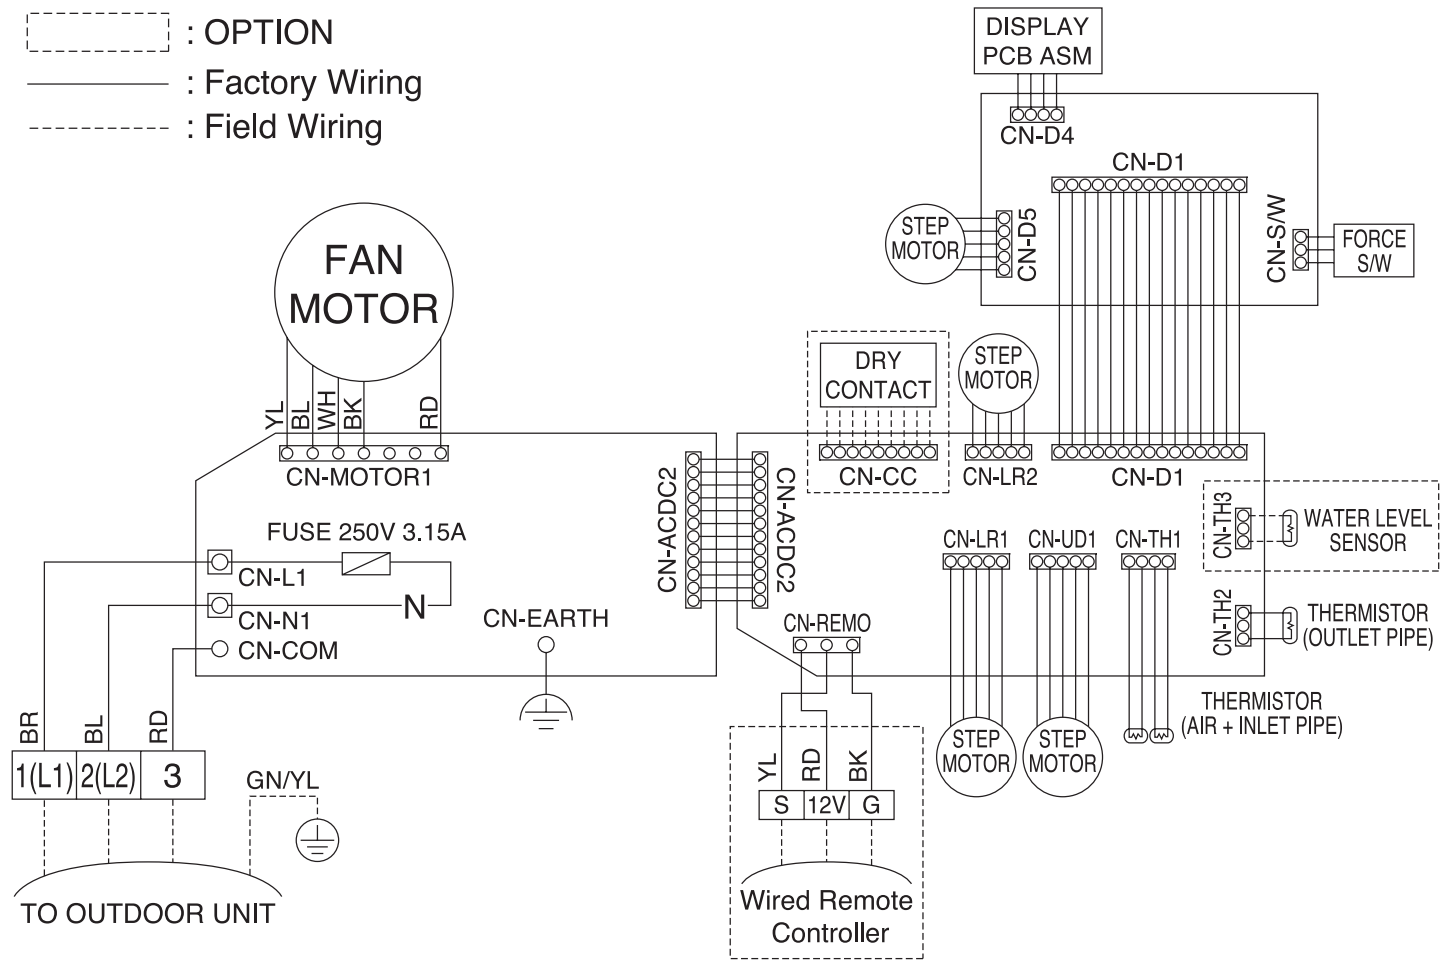 : OPTION
: Factory Wiring
: Field Wiring
DISPLAY
PCB ASM
CN-D4
CN-D1
STEP
MOTOR
CN-D5
CN-S/W
FORCE
S/W
FAN
MOTOR
YL
BL
WH
BK
RD
CN-MOTOR1
DRY
CONTACT
CN-CC
STEP
MOTOR
CN-LR2
CN-D1
CN-ACDC2
CN-ACDC2
FUSE 250V 3.15A
CN-L1
N
CN-N1
CN-COM
CN-EARTH
CN-REMO
CN-LR1
CN-UD1
CN-TH1
CN-TH3
WATER LEVEL
SENSOR
CN-TH2
THERMISTOR
(OUTLET PIPE)
THERMISTOR
(AIR + INLET PIPE)
STEP
MOTOR
STEP
MOTOR
BR
BL
RD
1(L1)
2(L2)
3
GN/YL
TO OUTDOOR UNIT
YL
RD
BK
S
12V
G
Wired Remote
Controller